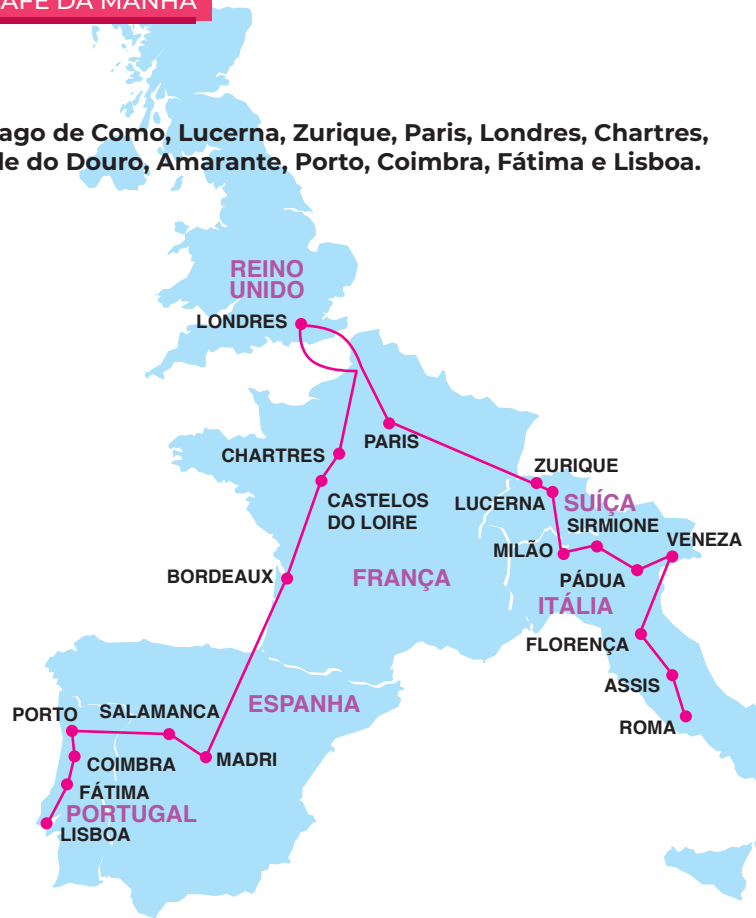 DA MANHÃ
ago de Como, Lucerna, Zurique, Paris, Londres, Chartres,
le do Douro, Amarante, Porto, Coimbra, Fátima e Lisboa.
REINO
UNIDO
LONDRES
PARIS
CHARTRES
ZURIQUE
CASTELOS
DO LOIRE
LUCERNA
SUÍÇA
SIRMIONE
VENEZA
MILÃO
BORDEAUX
FRANÇA
PÁDUA
ITÁLIA
FLORENÇA
ASSIS
ESPANHA
PORTO
SALAMANCA
ROMA
COIMBRA
MADRI
FÁTIMA
PORTUGAL
LISBOA